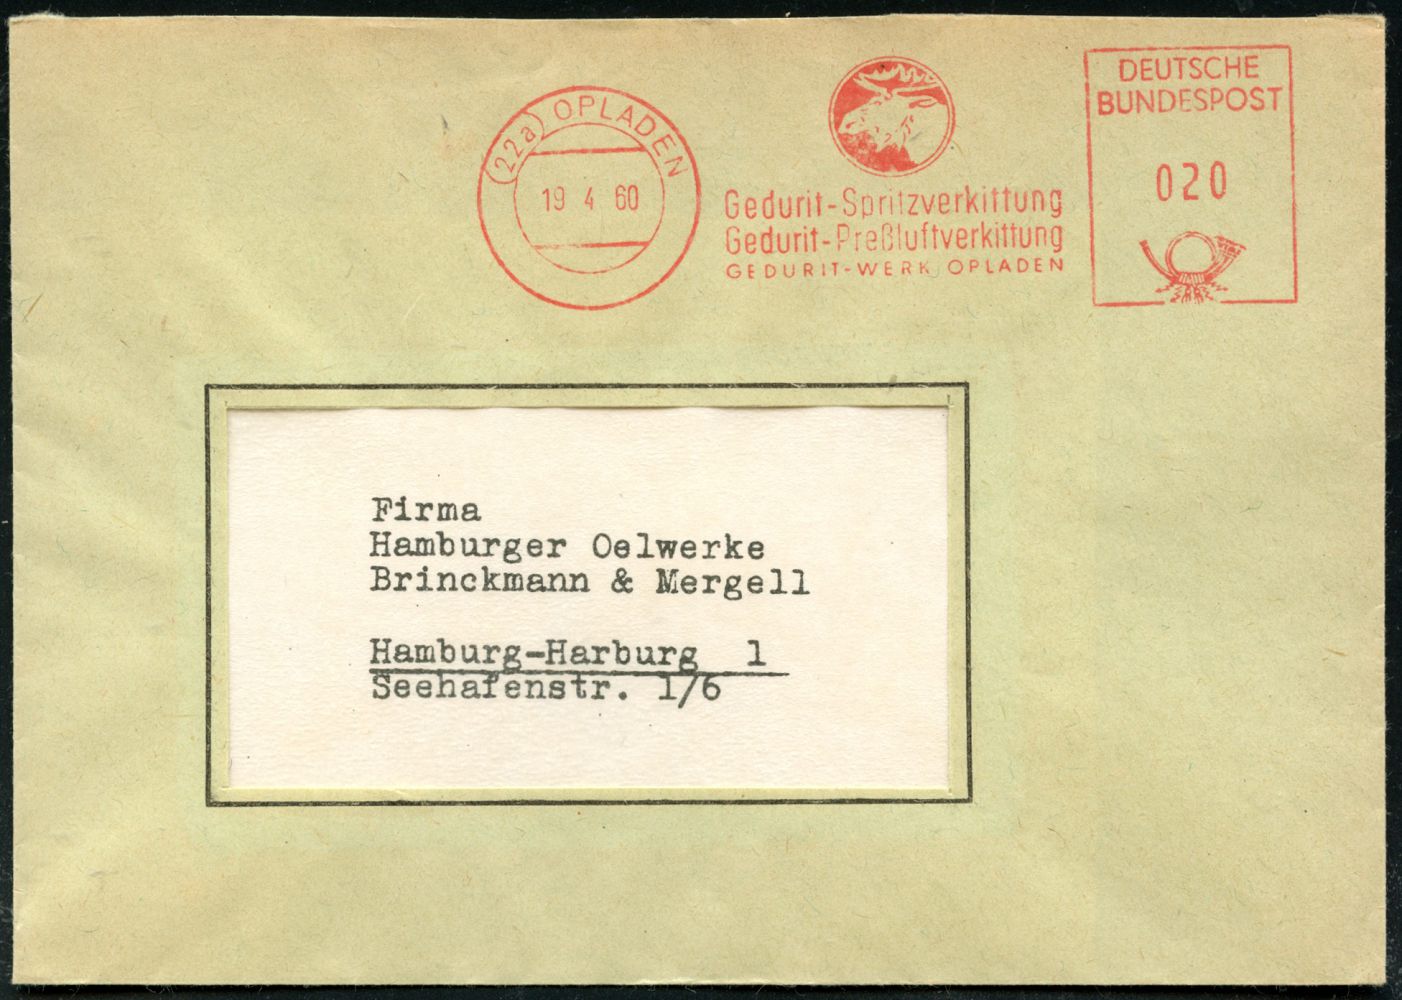 (22a) OPLADEN
19 4 60
Gedurit-Spritzverkittung
Gedurit-Preßluftverkittung
GEDURIT-WERK, OPLADEN
DEUTSCHE
BUNDESPOST
020
Firma
Hamburger Oelwerke
Brinckmann & Mergell
Hamburg-Harburg 1
Seehafenstr. 1/6